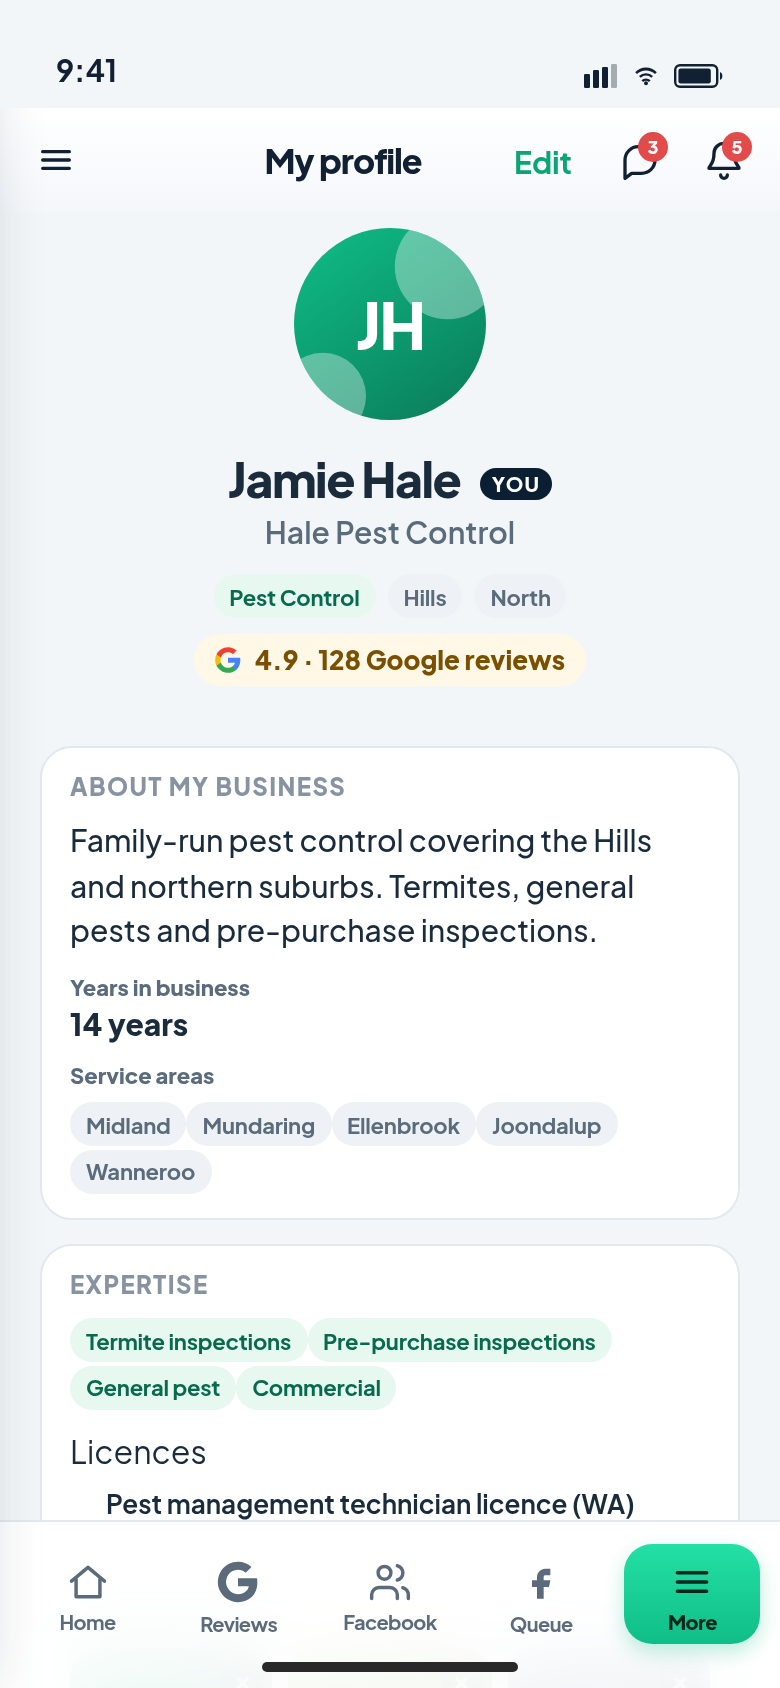 9:41
My profile
Edit
3
5
JH
Jamie Hale YOU
Hale Pest Control
Pest Control Hills North
4.9 · 128 Google reviews
ABOUT MY BUSINESS
Family-run pest control covering the Hills
and northern suburbs. Termites, general
pests and pre-purchase inspections.
Years in business
14 years
Service areas
Midland Mundaring Ellenbrook Joondalup
Wanneroo
EXPERTISE
Termite inspections Pre-purchase inspections
General pest Commercial
Licences
Pest management technician licence (WA)
Home Reviews Facebook Queue More